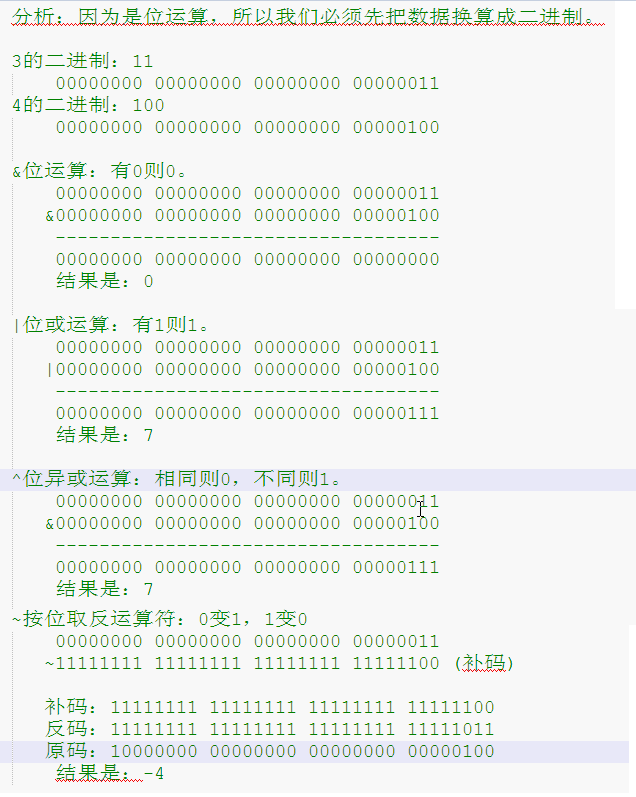 分析：因为是位运算，所以我们必须先把数据换算成二进制。
3的二进制：11
00000000 00000000 00000000 00000011
4的二进制：100
00000000 00000000 00000000 00000100
&位运算：有0则0。
00000000 00000000 00000000 00000011
&00000000 00000000 00000000 00000100
-----------------------------------
00000000 00000000 00000000 00000000
结果是：0
|位或运算：有1则1。
00000000 00000000 00000000 00000011
|00000000 00000000 00000000 00000100
-----------------------------------
00000000 00000000 00000000 00000111
结果是：7
^位异或运算：相同则0，不同则1。
00000000 00000000 00000000 00000011
&00000000 00000000 00000000 00000100
-----------------------------------
00000000 00000000 00000000 00000111
结果是：7
~按位取反运算符：0变1，1变0
00000000 00000000 00000000 00000011
~11111111 11111111 11111111 11111100 (补码)
补码：11111111 11111111 11111111 11111100
反码：11111111 11111111 11111111 11111011
原码：10000000 00000000 00000000 00000100
结果是：-4